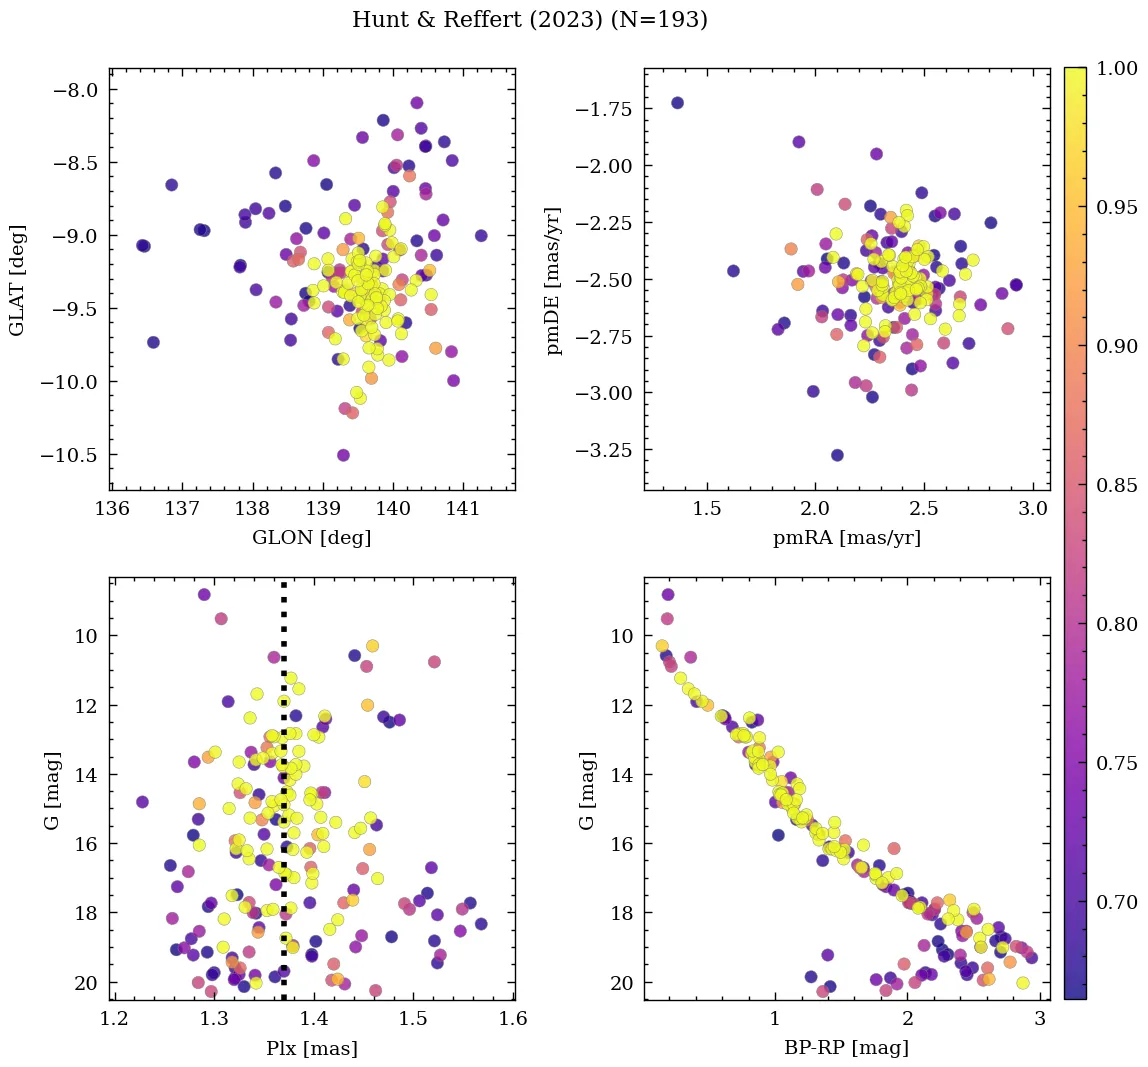 Hunt & Reffert (2023) (N=193)
−8.0
−8.5
−9.0
−9.5
−10.0
−10.5
GLAT [deg]
136 137 138 139 140 141
GLON [deg]
−1.75
−2.00
−2.25
−2.50
−2.75
−3.00
−3.25
pmDE [mas/yr]
1.5 2.0 2.5 3.0
pmRA [mas/yr]
10
12
14
16
18
20
G [mag]
1.2 1.3 1.4 1.5 1.6
Plx [mas]
10
12
14
16
18
20
G [mag]
1 2 3
BP-RP [mag]
1.00
0.95
0.90
0.85
0.80
0.75
0.70